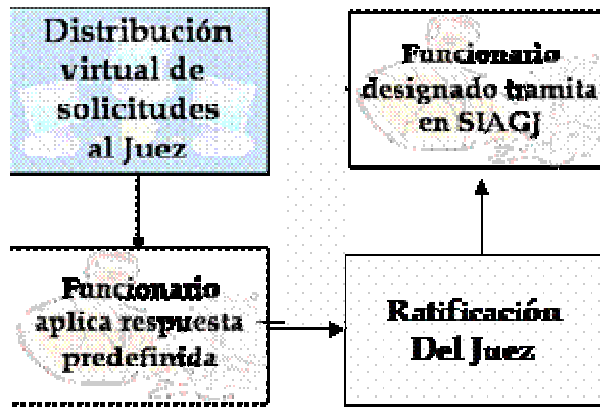 Distribución
virtual de
solicitudes
al Juez
Funcionario
aplica respuesta
predefinida
Ratificación
Del Juez
Funcionario
designado tramita
en SIAGJ